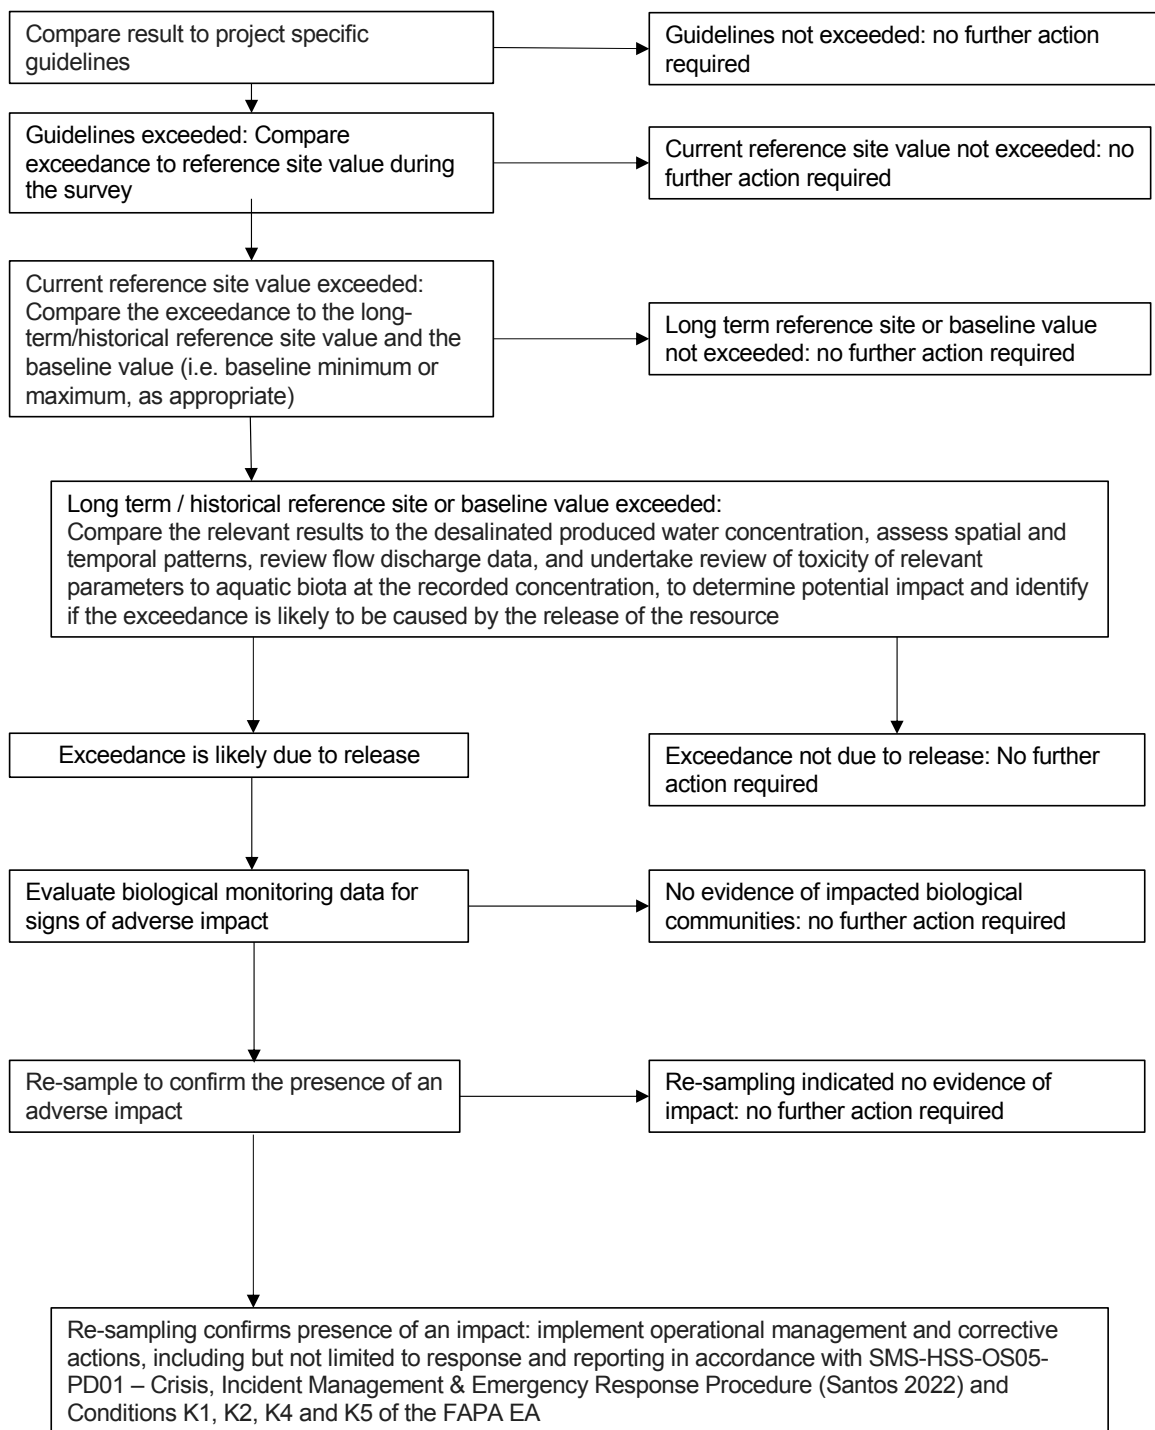 Compare result to project specific
guidelines
Guidelines not exceeded: no further action
required
Guidelines exceeded: Compare
exceedance to reference site value during
the survey
Current reference site value not exceeded: no
further action required
Current reference site value exceeded:
Compare the exceedance to the long-
term/historical reference site value and the
baseline value (i.e. baseline minimum or
maximum, as appropriate)
Long term reference site or baseline value
not exceeded: no further action required
Long term / historical reference site or baseline value exceeded:
Compare the relevant results to the desalinated produced water concentration, assess spatial and
temporal patterns, review flow discharge data, and undertake review of toxicity of relevant
parameters to aquatic biota at the recorded concentration, to determine potential impact and identify
if the exceedance is likely to be caused by the release of the resource
Exceedance is likely due to release
Exceedance not due to release: No further
action required
Evaluate biological monitoring data for
signs of adverse impact
No evidence of impacted biological
communities: no further action required
Re-sample to confirm the presence of an
adverse impact
Re-sampling indicated no evidence of
impact: no further action required
Re-sampling confirms presence of an impact: implement operational management and corrective
actions, including but not limited to response and reporting in accordance with SMS-HSS-OS05-
PD01 – Crisis, Incident Management & Emergency Response Procedure (Santos 2022) and
Conditions K1, K2, K4 and K5 of the FAPA EA